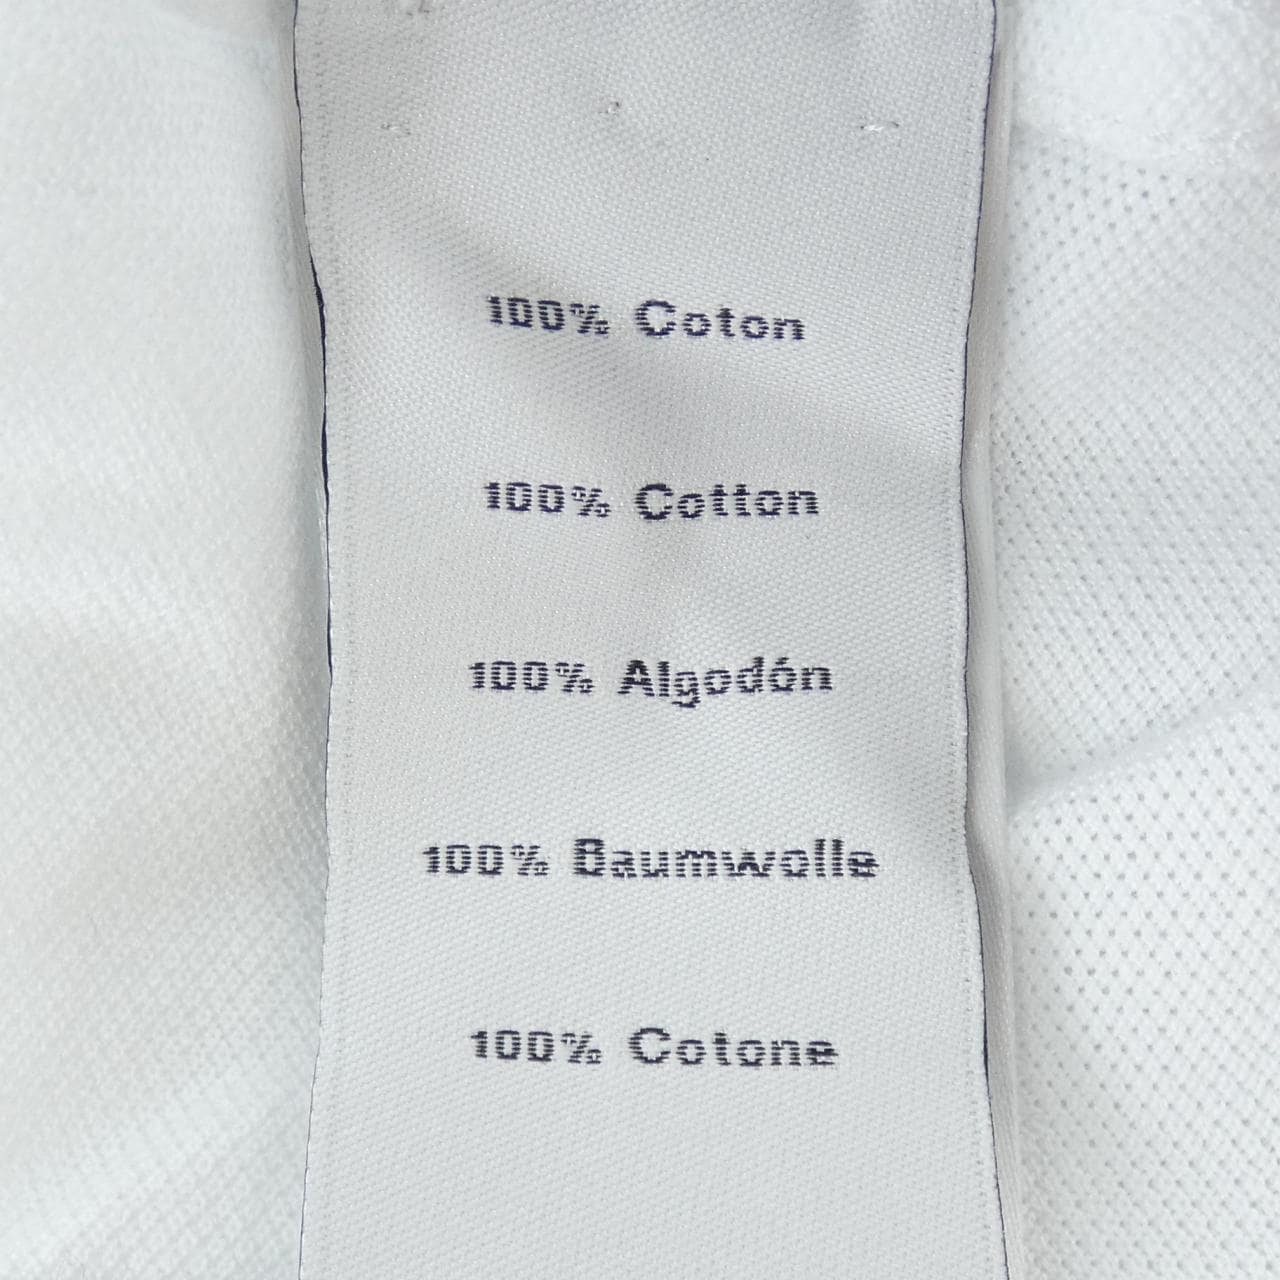 100% Coton
100% Cotton
100% Algodón
100% Baumwolle
100% Cotone